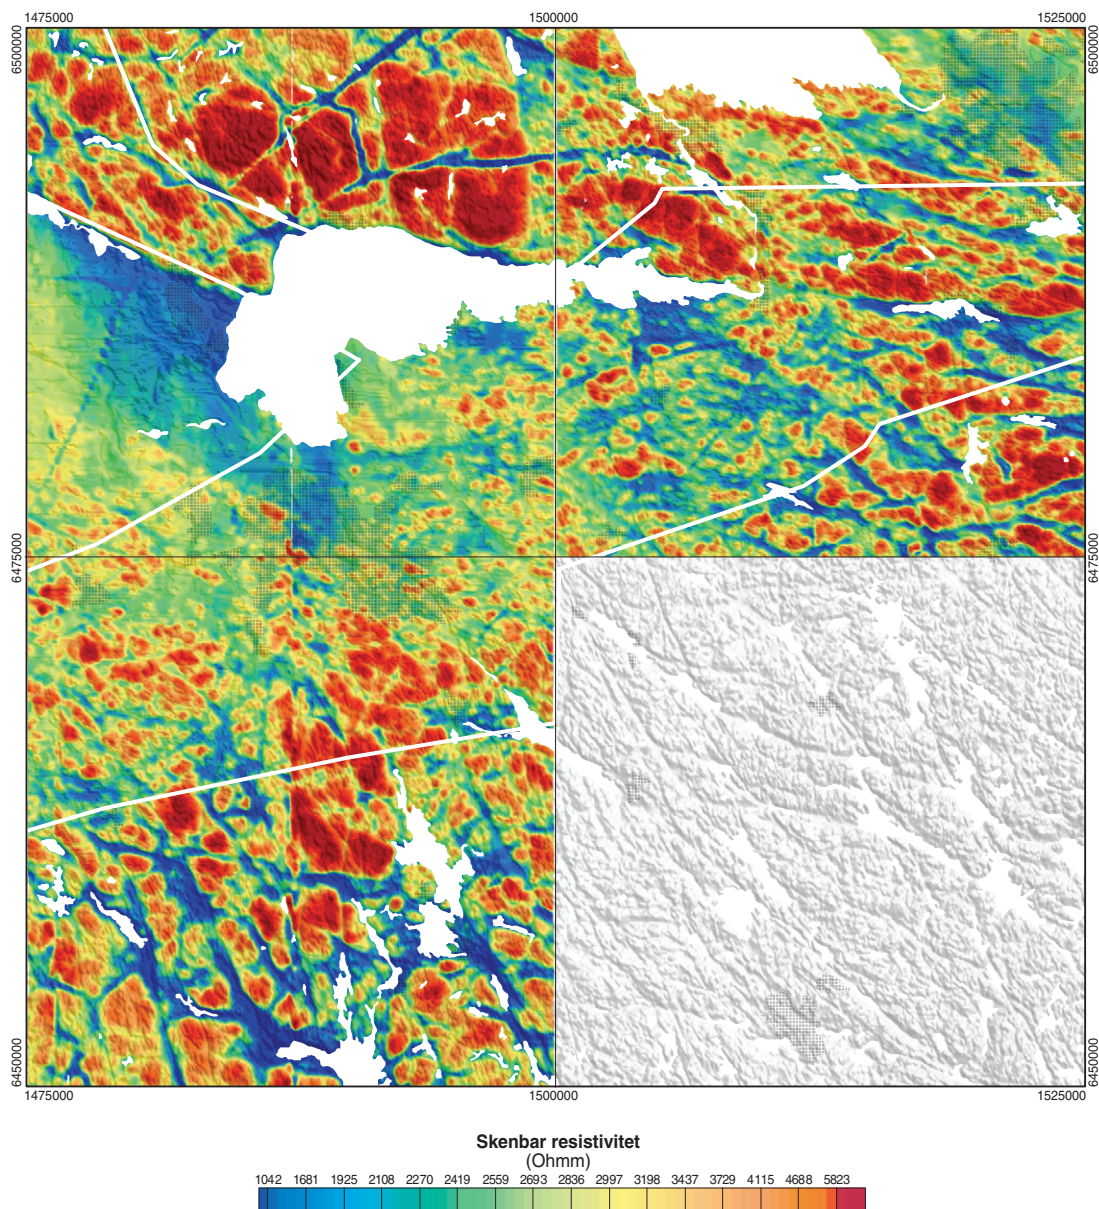 1475000 1500000 1525000
6500000 6500000
6475000 6475000
6450000 6450000
1475000 1500000 1525000
Skenbar resistivitet
(Ohmm)
1042 1681 1925 2108 2270 2419 2559 2693 2836 2997 3198 3437 3729 4115 4688 5823